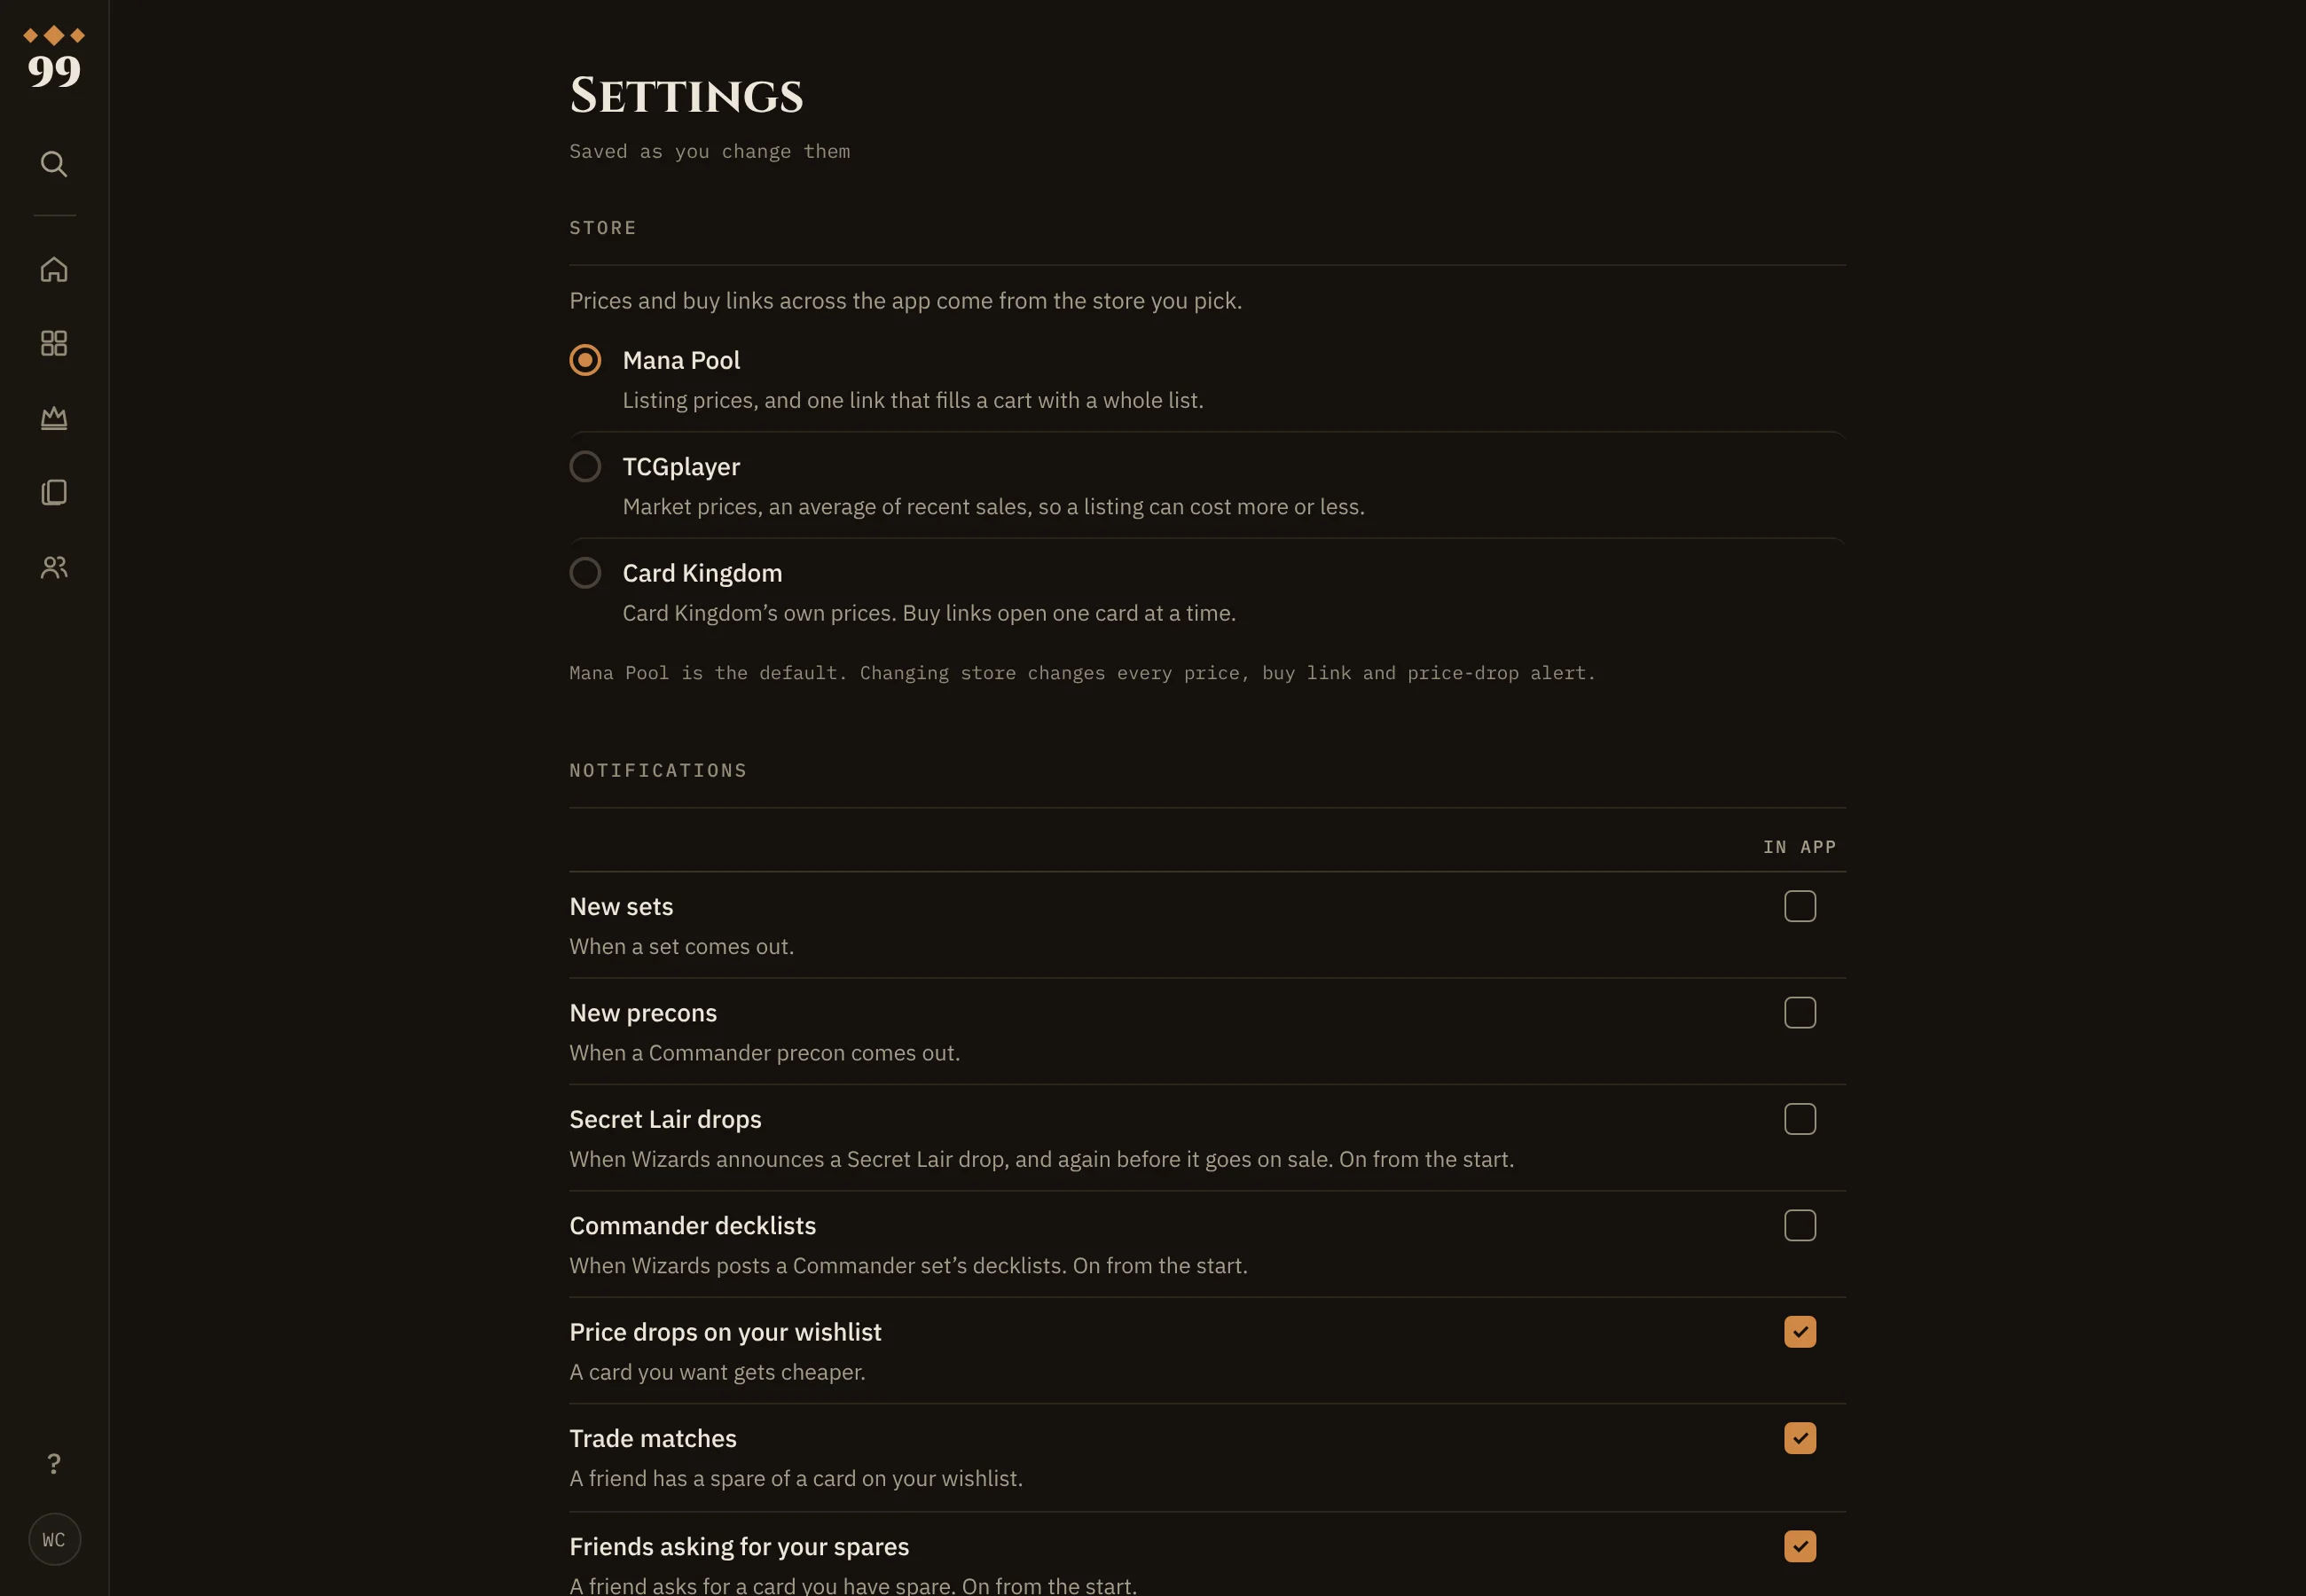 99
SETTINGS
Saved as you change them
STORE
Prices and buy links across the app come from the store you pick.
Mana Pool
Listing prices, and one link that fills a cart with a whole list.
TCGplayer
Market prices, an average of recent sales, so a listing can cost more or less.
Card Kingdom
Card Kingdom’s own prices. Buy links open one card at a time.
Mana Pool is the default. Changing store changes every price, buy link and price-drop alert.
NOTIFICATIONS
IN APP
New sets
When a set comes out.
New precons
When a Commander precon comes out.
Secret Lair drops
When Wizards announces a Secret Lair drop, and again before it goes on sale. On from the start.
Commander decklists
When Wizards posts a Commander set’s decklists. On from the start.
Price drops on your wishlist
A card you want gets cheaper.
Trade matches
A friend has a spare of a card on your wishlist.
Friends asking for your spares
A friend asks for a card you have spare. On from the start.
?
WC